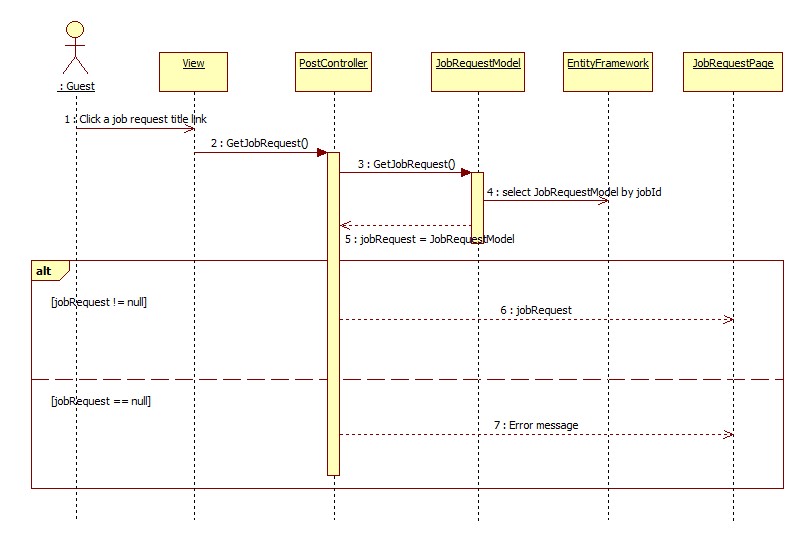 : Guest
View
PostController
JobRequestModel
EntityFramework
JobRequestPage
1 : Click a job request title link
2 : GetJobRequest()
3 : GetJobRequest()
4 : select JobRequestModel by jobId
5 : jobRequest = JobRequestModel
alt
[jobRequest != null]
6 : jobRequest
[jobRequest == null]
7 : Error message